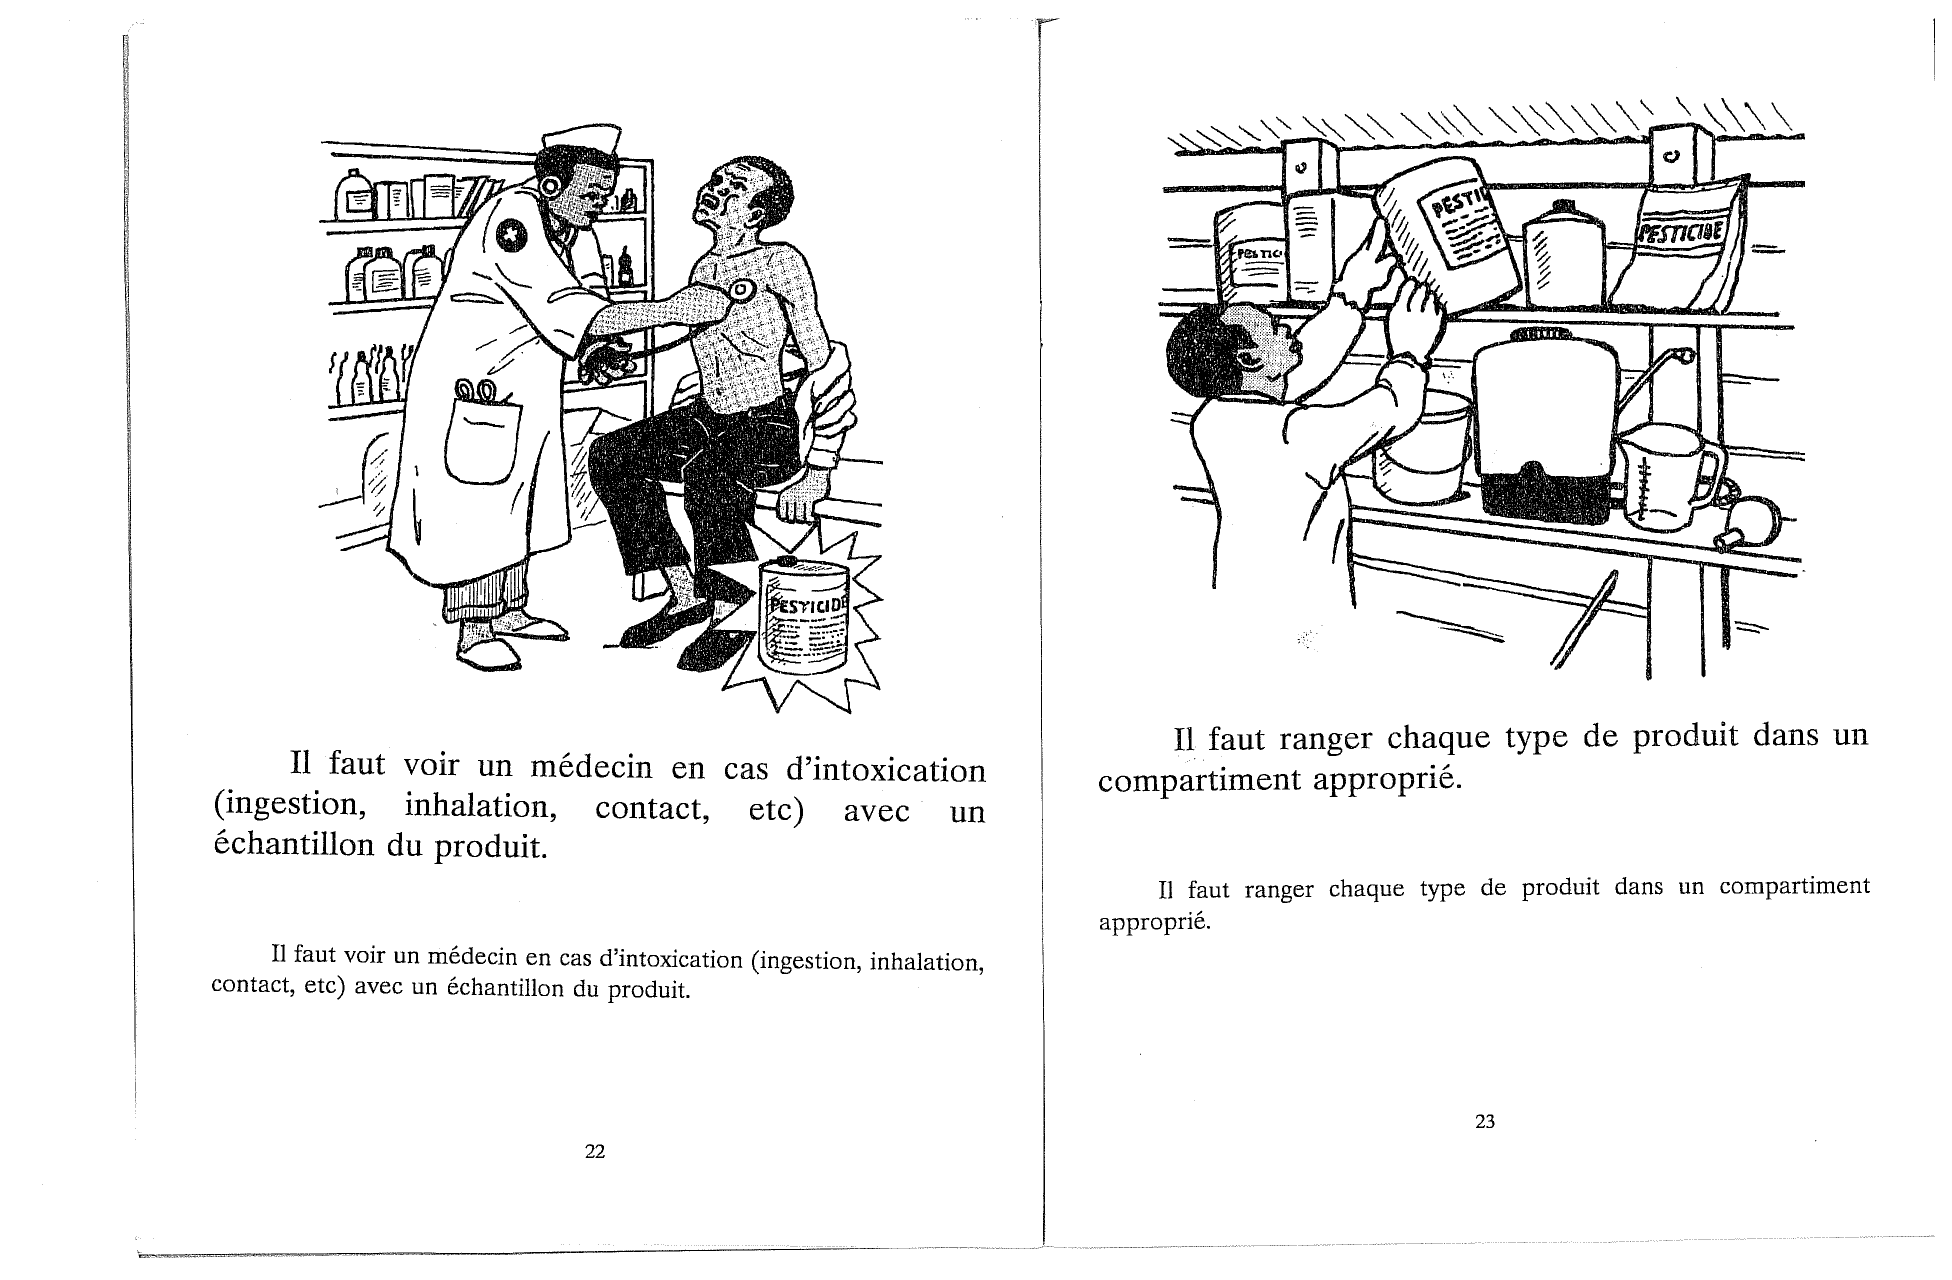 PESTICIDE
Il faut voir un médecin en cas d'intoxication
(ingestion, inhalation, contact, etc) avec un
échantillon du produit.
Il faut voir un médecin en cas d'intoxication (ingestion, inhalation,
contact, etc) avec un échantillon du produit.
22
PESTIC
PESTI
PESTICIDE
Il faut ranger chaque type de produit dans un
compartiment approprié.
Il faut ranger chaque type de produit dans un compartiment
approprié.
23